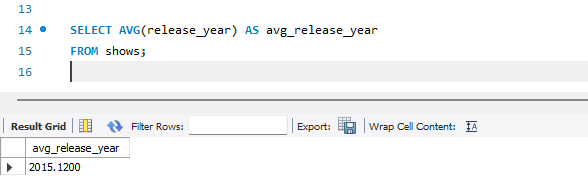 13
14 SELECT AVG(release_year) AS avg_release_year
15 FROM shows;
16
Result Grid Filter Rows: Export: Wrap Cell Content:
avg_release_year
2015.1200